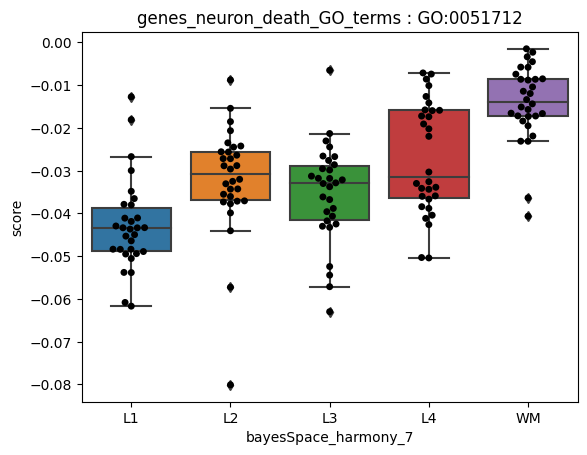 genes_neuron_death_GO_terms : GO:0051712
0.00
−0.01
−0.02
−0.03
−0.04
−0.05
−0.06
−0.07
−0.08
score
L1 L2 L3 L4 WM
bayesSpace_harmony_7